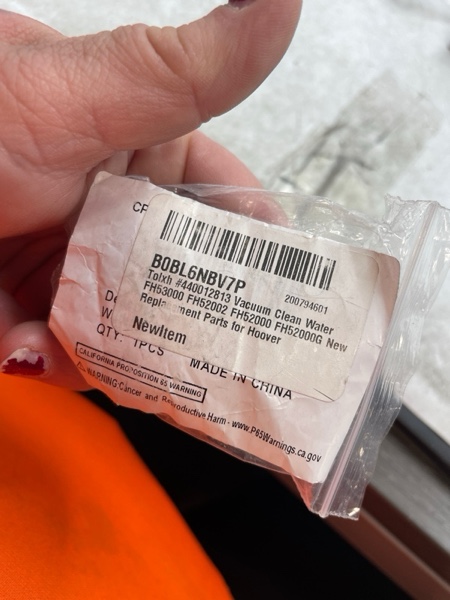 CP
B0BL6NBV7P
200794601
Tolxh #440012813 Vacuum Clean Water
FH53000 FH52002 FH52000 FH52000G New
Parts for Hoover
NewItem
QTY: 1PCS
MADE IN CHINA
CALIFORNIA PROPOSITION 65 WARNING
WARNING: Cancer and Reproductive Harm - www.P65Warnings.ca.gov